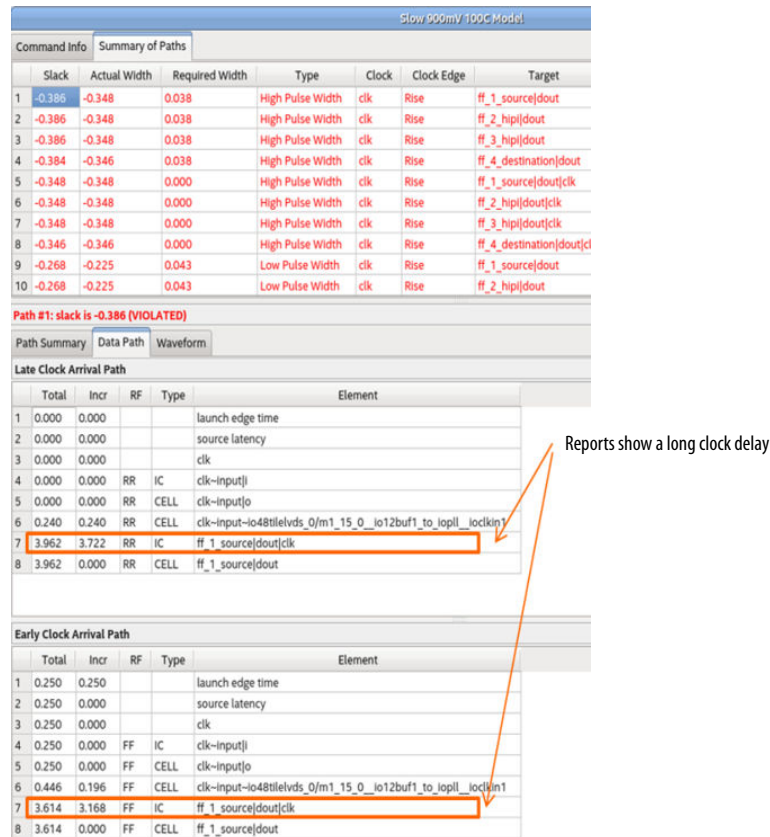 Slow 900mV 100C Model
Command Info Summary of Paths
Slack Actual Width Required Width Type Clock Clock Edge Target
1 -0.386 -0.348 0.038 High Pulse Width clk Rise ff_1_source|dout
2 -0.386 -0.348 0.038 High Pulse Width clk Rise ff_2_hipi|dout
3 -0.386 -0.348 0.038 High Pulse Width clk Rise ff_3_hipi|dout
4 -0.384 -0.346 0.038 High Pulse Width clk Rise ff_4_destination|dout
5 -0.348 -0.348 0.000 High Pulse Width clk Rise ff_1_source|dout|clk
6 -0.348 -0.348 0.000 High Pulse Width clk Rise ff_2_hipi|dout|clk
7 -0.348 -0.348 0.000 High Pulse Width clk Rise ff_3_hipi|dout|clk
8 -0.346 -0.346 0.000 High Pulse Width clk Rise ff_4_destination|dout|cl
9 -0.268 -0.225 0.043 Low Pulse Width clk Rise ff_1_source|dout
10 -0.268 -0.225 0.043 Low Pulse Width clk Rise ff_2_hipi|dout
Path #1: slack is -0.386 (VIOLATED)
Path Summary Data Path Waveform
Late Clock Arrival Path
Total Incr RF Type Element
1 0.000 0.000 launch edge time
2 0.000 0.000 source latency
3 0.000 0.000 clk
4 0.000 0.000 RR IC clk~input|i
5 0.000 0.000 RR CELL clk~input|o
6 0.240 0.240 RR CELL clk~input~io48tilelvds_0/m1_15_0__io12buf1_to_iopll__ioclkin1
7 3.962 3.722 RR IC ff_1_source|dout|clk
8 3.962 0.000 RR CELL ff_1_source|dout
Reports show a long clock delay
Early Clock Arrival Path
Total Incr RF Type Element
1 0.250 0.250 launch edge time
2 0.250 0.000 source latency
3 0.250 0.000 clk
4 0.250 0.000 FF IC clk~input|i
5 0.250 0.000 FF CELL clk~input|o
6 0.446 0.196 FF CELL clk~input~io48tilelvds_0/m1_15_0__io12buf1_to_iopll__ioclkin1
7 3.614 3.168 FF IC ff_1_source|dout|clk
8 3.614 0.000 FF CELL ff_1_source|dout